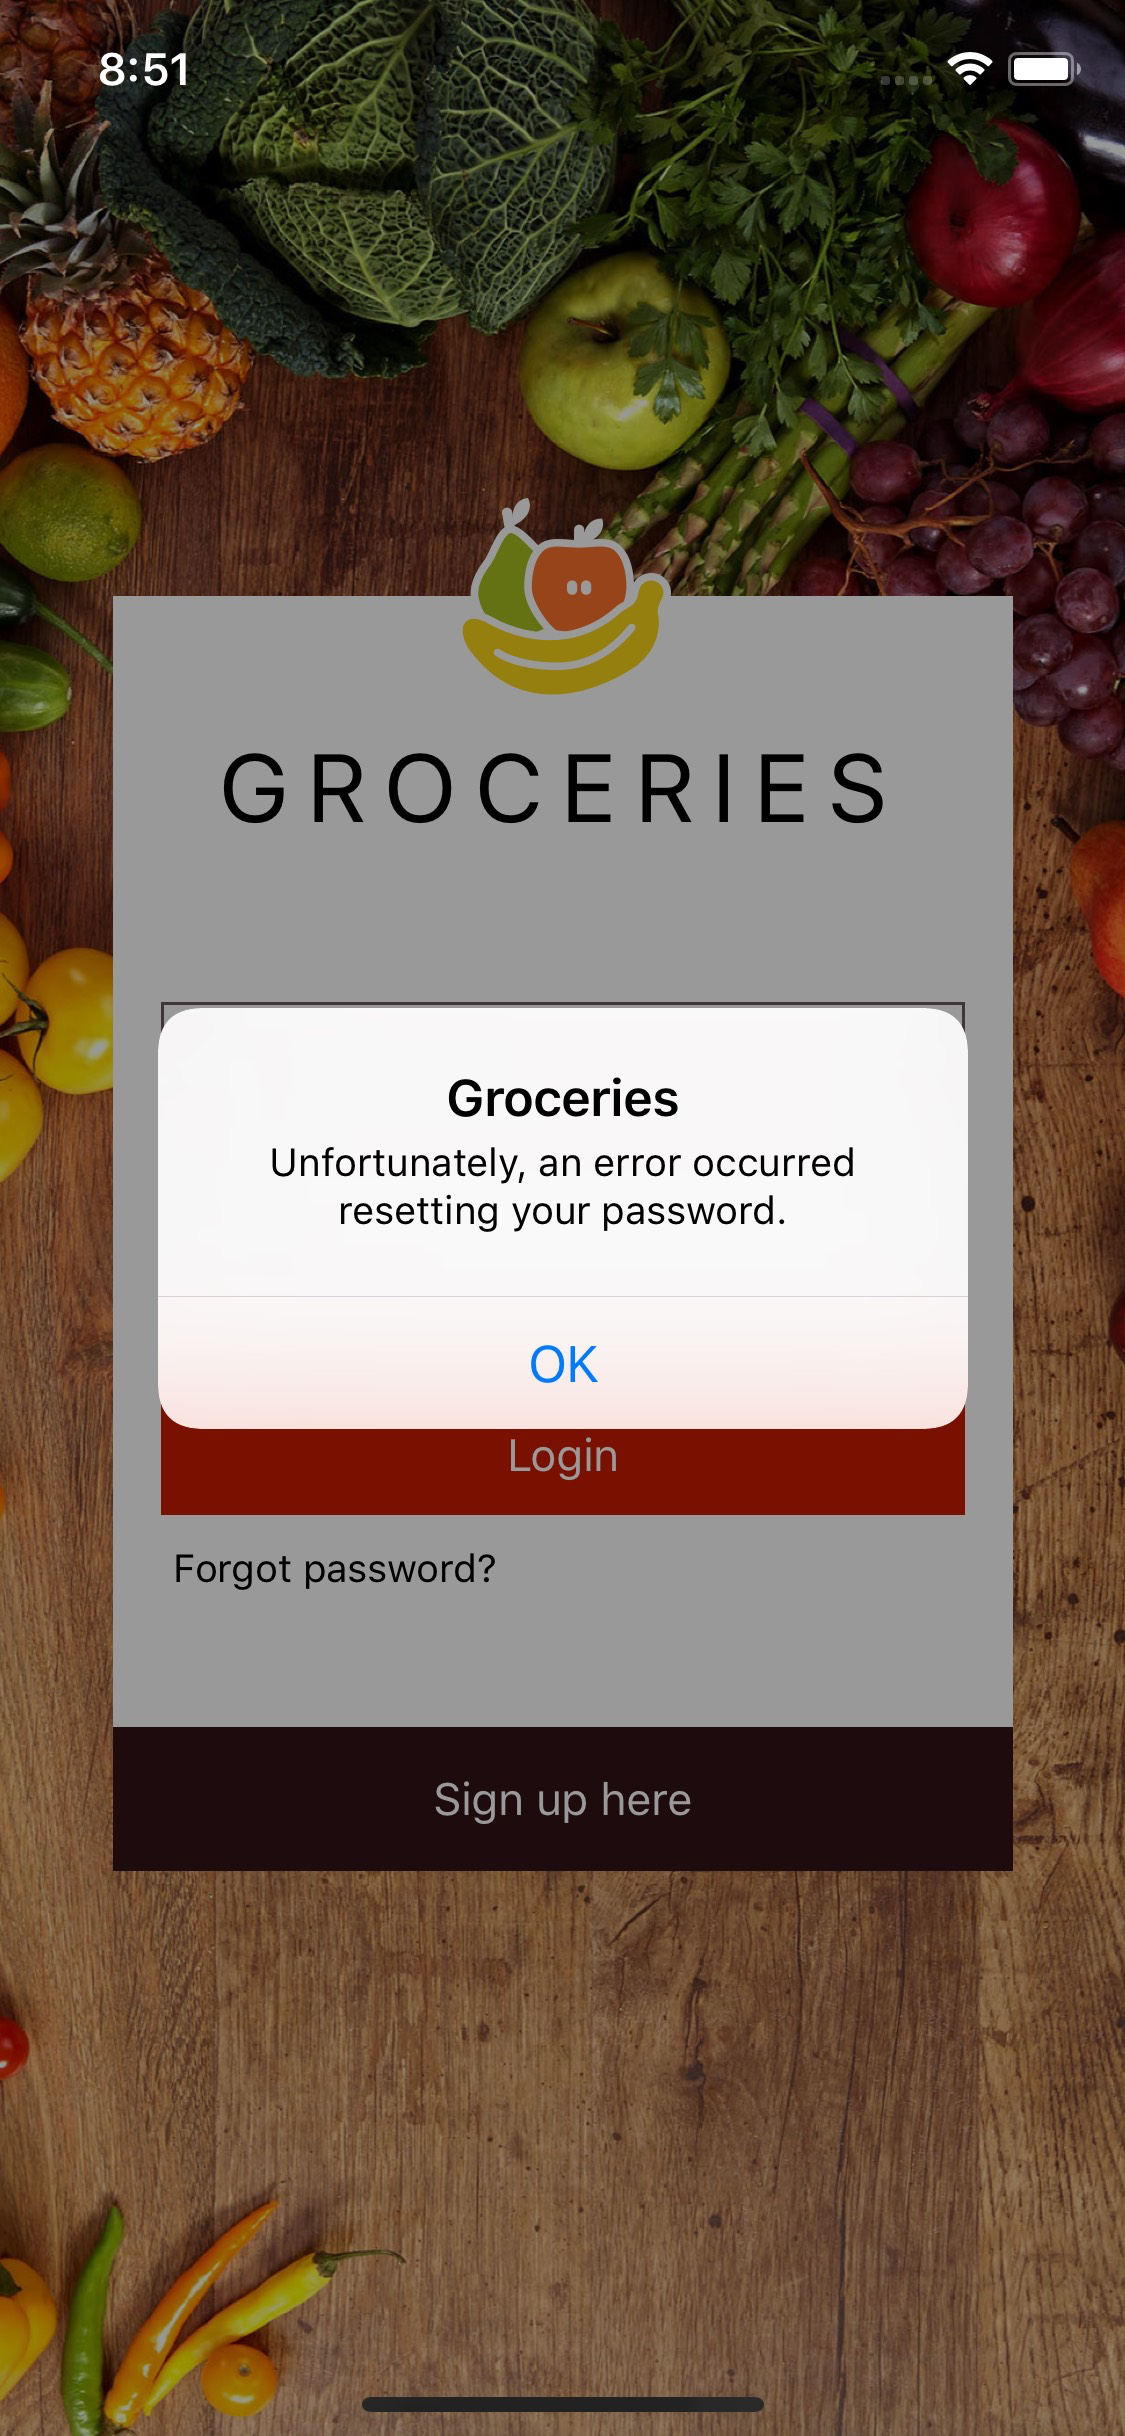 8:51
GROCERIES
Groceries
Unfortunately, an error occurred
resetting your password.
OK
Login
Forgot password?
Sign up here